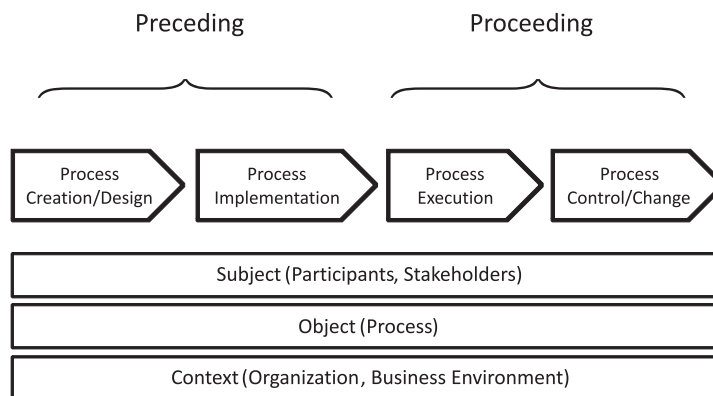 Preceding
Proceeding
Process
Creation/Design
Process
Implementation
Process
Execution
Process
Control/Change
Subject (Participants, Stakeholders)
Object (Process)
Context (Organization, Business Environment)